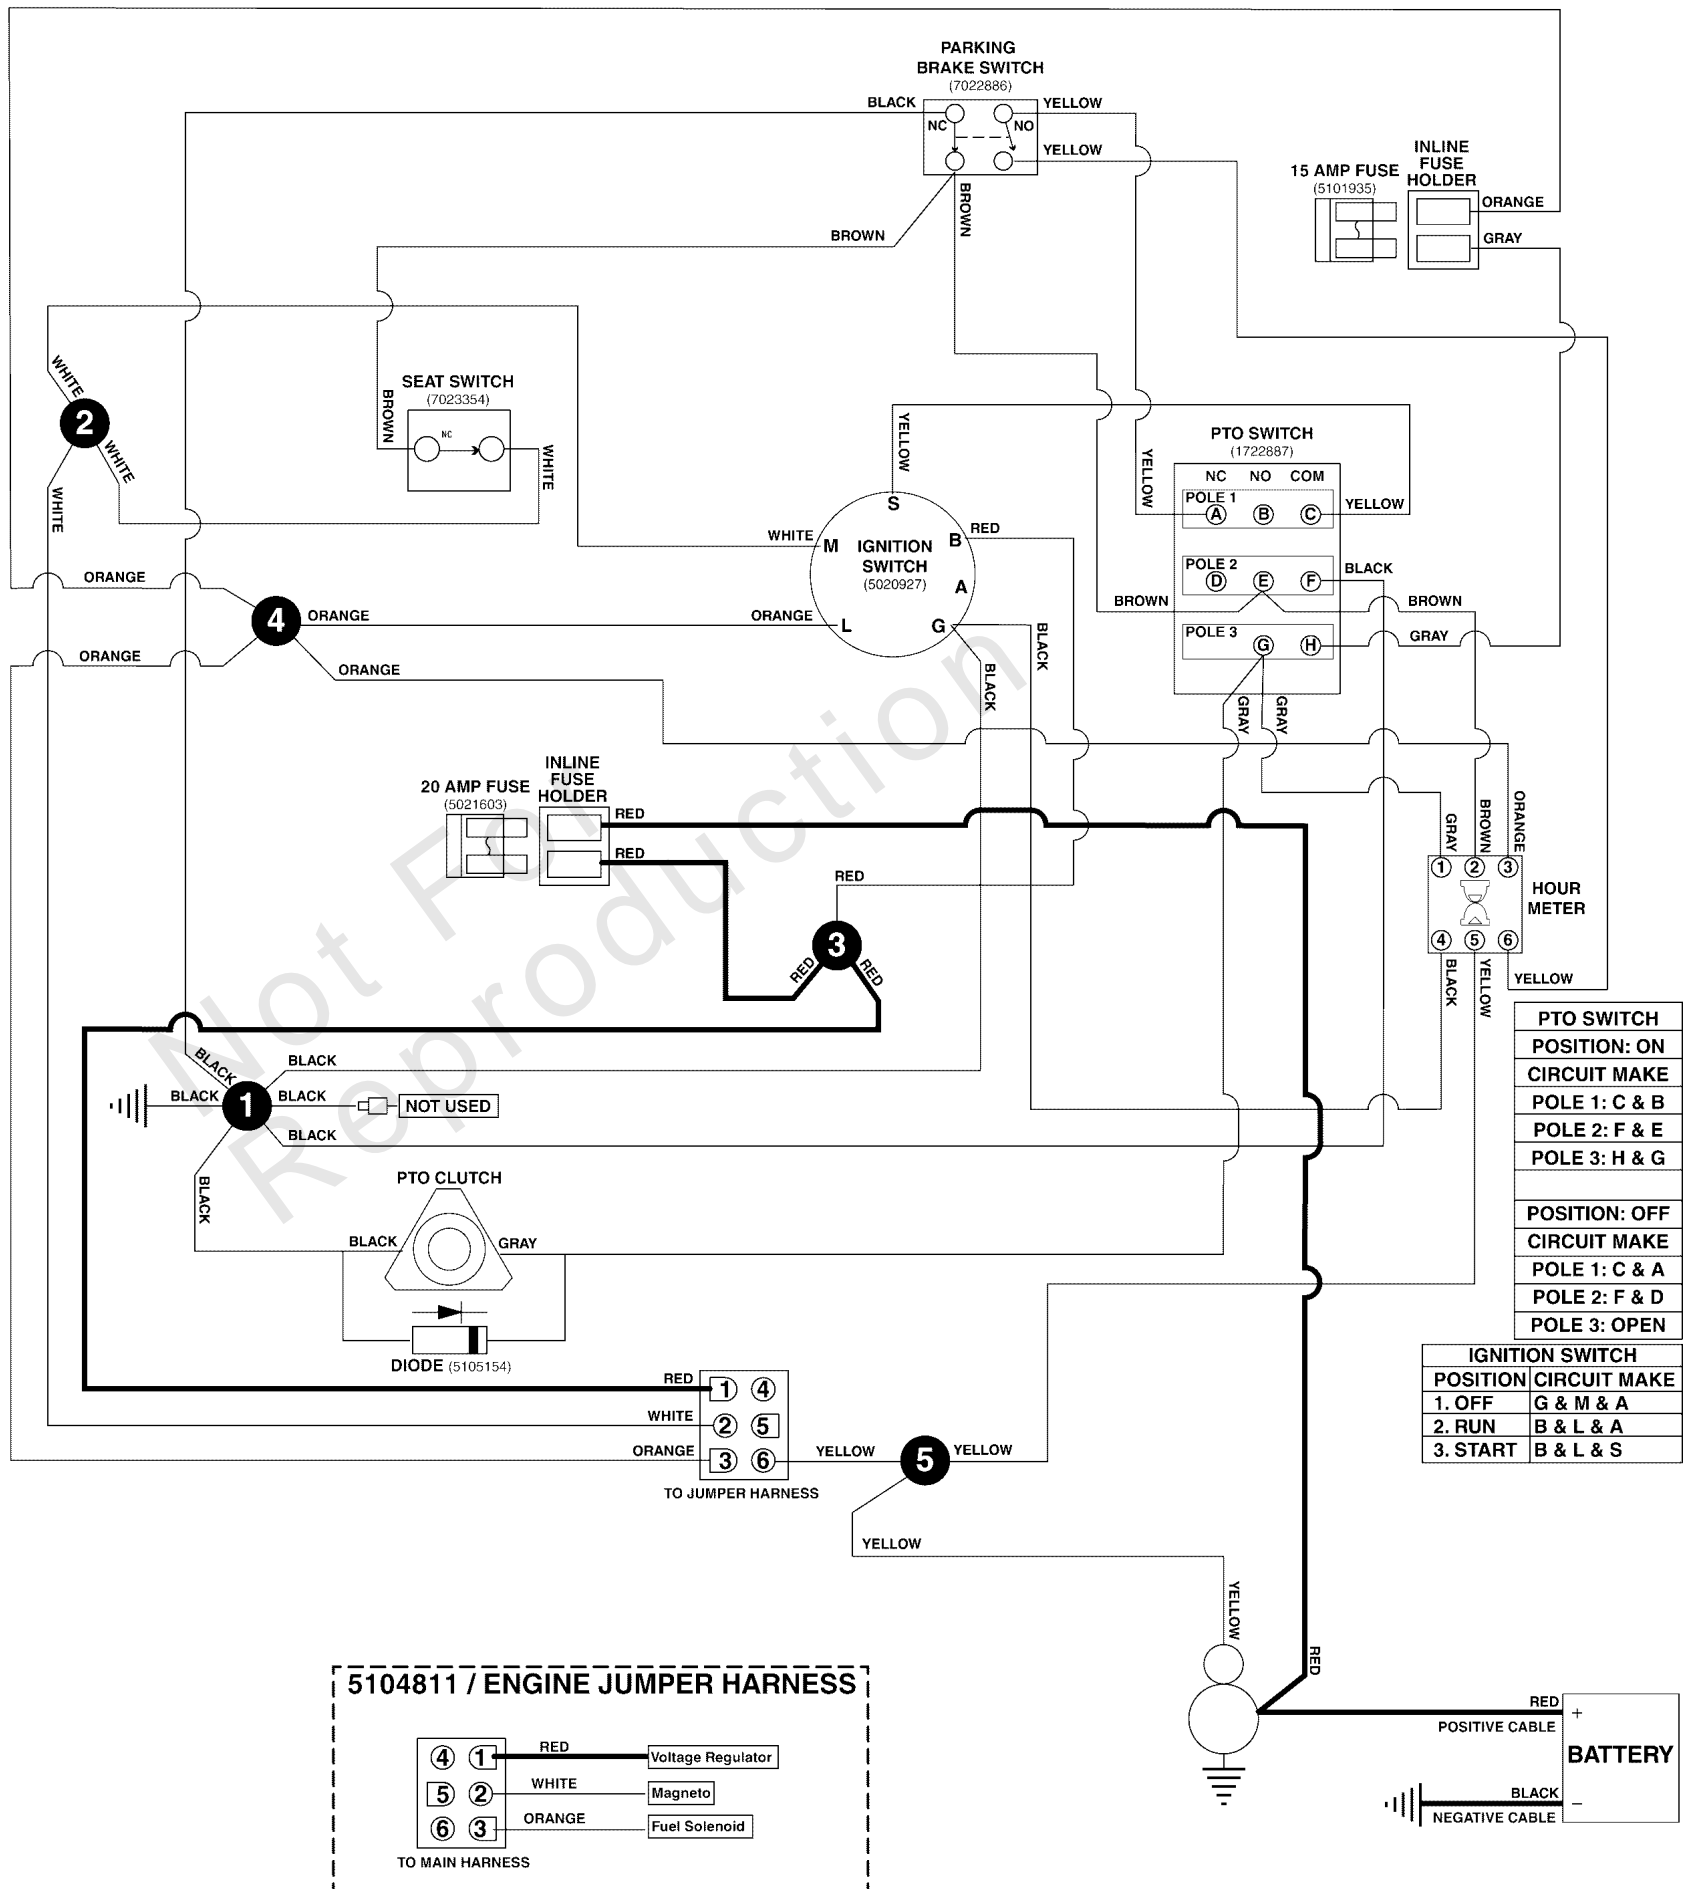 PARKING
BRAKE SWITCH
(7022886)
BLACK
NC
NO
YELLOW
YELLOW
BROWN
BROWN
15 AMP FUSE
(5101935)
INLINE
FUSE
HOLDER
ORANGE
GRAY
WHITE
2
WHITE
WHITE
SEAT SWITCH
(7023354)
BROWN
NC
WHITE
YELLOW
S
WHITE
M
IGNITION
SWITCH
(5020927)
B
RED
A
ORANGE
L
G
BLACK
BLACK
YELLOW
PTO SWITCH
(1722887)
NC NO COM
POLE 1
A B C
YELLOW
POLE 2
D E F
BLACK
BROWN
BROWN
POLE 3
G H
GRAY
GRAY
GRAY
ORANGE
4
ORANGE
ORANGE
ORANGE
20 AMP FUSE
(5021603)
INLINE
FUSE
HOLDER
RED
RED
RED
3
RED
RED
GRAY
BROWN
ORANGE
1 2 3
HOUR
METER
4 5 6
BLACK
YELLOW
YELLOW
Not For
Reproduction
BLACK
BLACK
BLACK
1
BLACK
NOT USED
BLACK
BLACK
PTO CLUTCH
BLACK
GRAY
DIODE (5105154)
PTO SWITCH
POSITION: ON
CIRCUIT MAKE
POLE 1: C & B
POLE 2: F & E
POLE 3: H & G
POSITION: OFF
CIRCUIT MAKE
POLE 1: C & A
POLE 2: F & D
POLE 3: OPEN
IGNITION SWITCH
POSITION CIRCUIT MAKE
1. OFF G & M & A
2. RUN B & L & A
3. START B & L & S
RED
1 4
WHITE
2 5
ORANGE
3 6
YELLOW
5
YELLOW
TO JUMPER HARNESS
YELLOW
YELLOW
RED
RED
POSITIVE CABLE
+
BATTERY
BLACK
NEGATIVE CABLE
−
5104811 / ENGINE JUMPER HARNESS
4 1
RED
Voltage Regulator
5 2
WHITE
Magneto
6 3
ORANGE
Fuel Solenoid
TO MAIN HARNESS